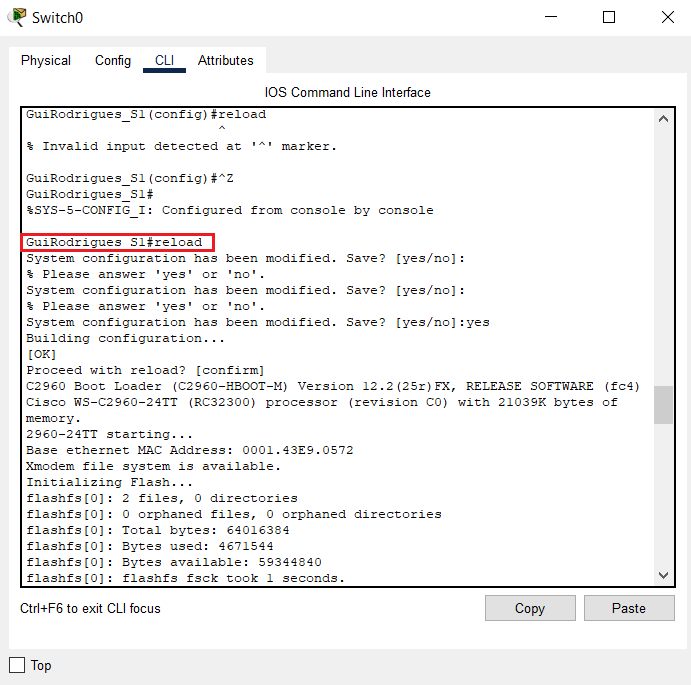 Switch0
Physical Config CLI Attributes
IOS Command Line Interface
GuiRodrigues_S1(config)#reload
^
% Invalid input detected at '^' marker.
GuiRodrigues_S1(config)#^Z
GuiRodrigues_S1#
%SYS-5-CONFIG_I: Configured from console by console
GuiRodrigues_S1#reload
System configuration has been modified. Save? [yes/no]:
% Please answer 'yes' or 'no'.
System configuration has been modified. Save? [yes/no]:
% Please answer 'yes' or 'no'.
System configuration has been modified. Save? [yes/no]:yes
Building configuration...
[OK]
Proceed with reload? [confirm]
C2960 Boot Loader (C2960-HBOOT-M) Version 12.2(25r)FX, RELEASE SOFTWARE (fc4)
Cisco WS-C2960-24TT (RC32300) processor (revision C0) with 21039K bytes of
memory.
2960-24TT starting...
Base ethernet MAC Address: 0001.43E9.0572
Xmodem file system is available.
Initializing Flash...
flashfs[0]: 2 files, 0 directories
flashfs[0]: 0 orphaned files, 0 orphaned directories
flashfs[0]: Total bytes: 64016384
flashfs[0]: Bytes used: 4671544
flashfs[0]: Bytes available: 59344840
flashfs[0]: flashfs fsck took 1 seconds.
Ctrl+F6 to exit CLI focus
Copy Paste
Top